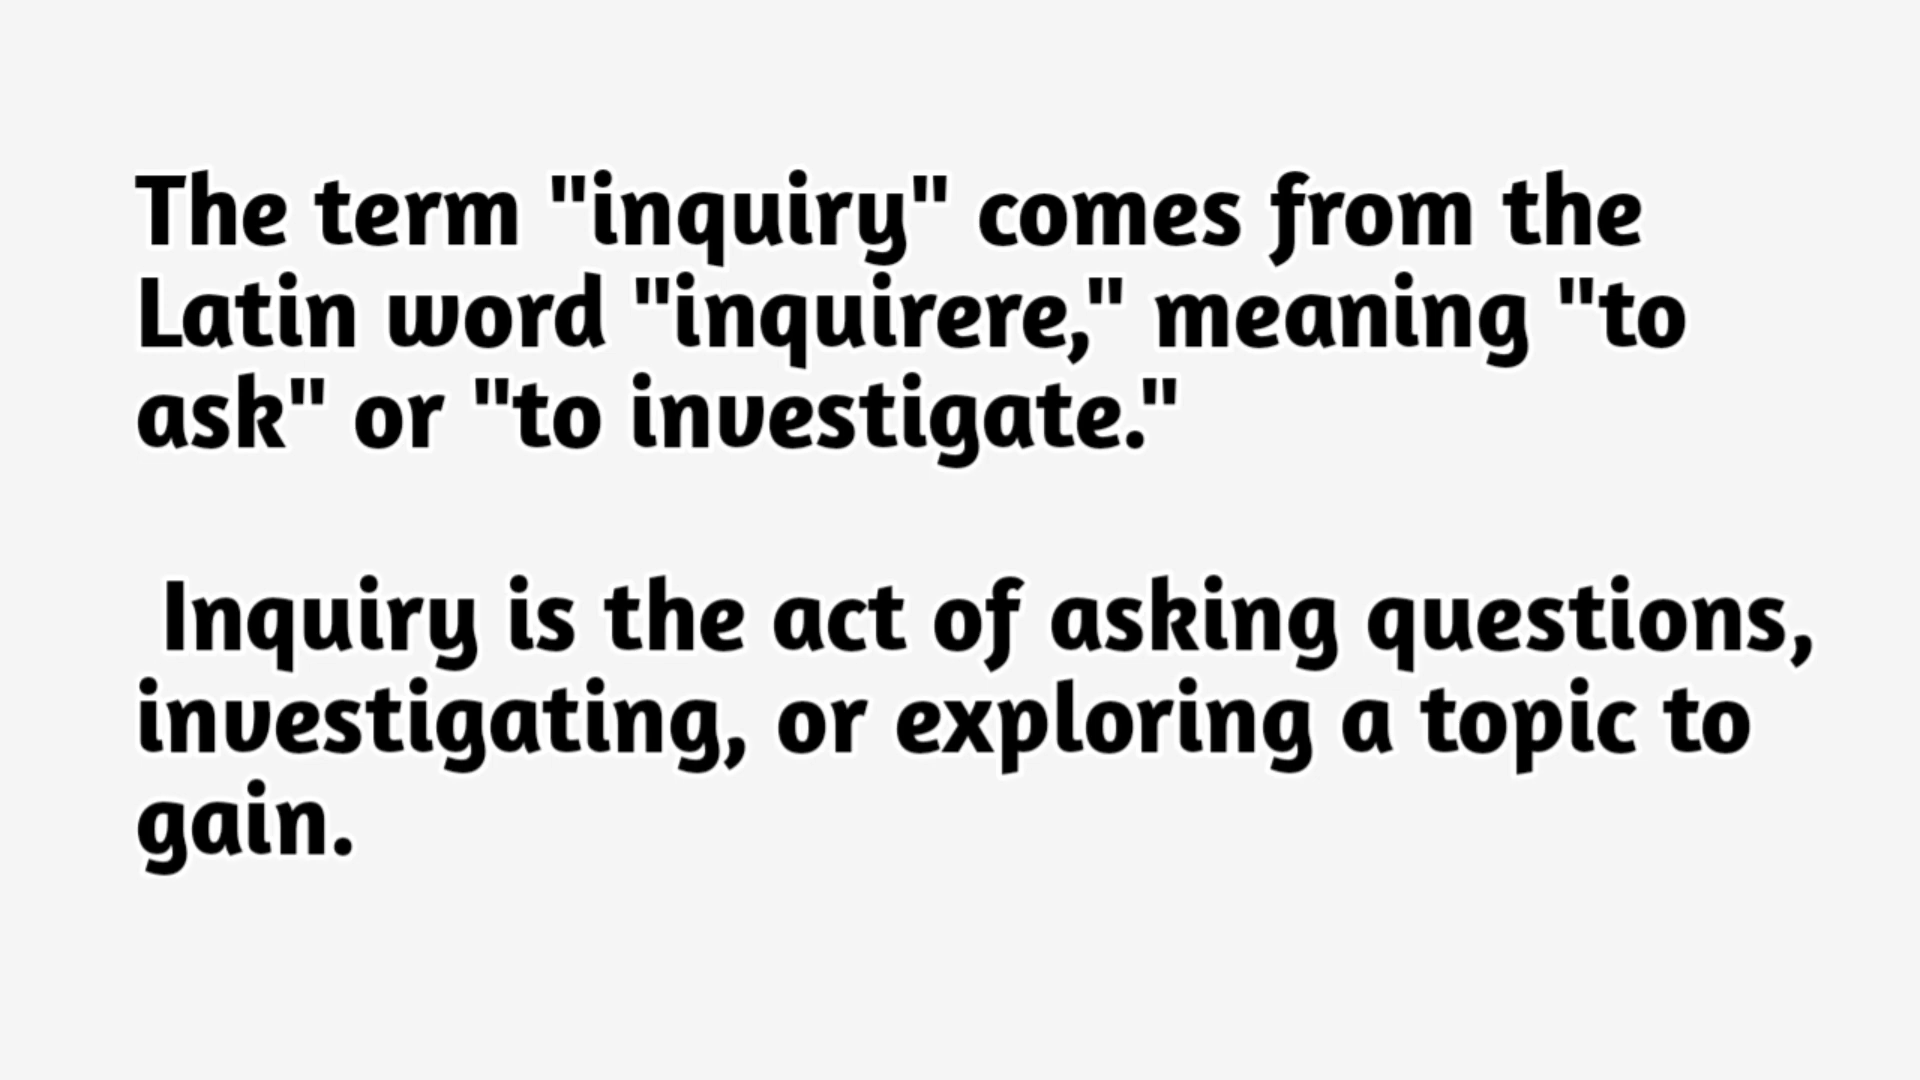 The term "inquiry" comes from the
Latin word "inquirere," meaning "to
ask" or "to investigate."
Inquiry is the act of asking questions,
investigating, or exploring a topic to
gain.